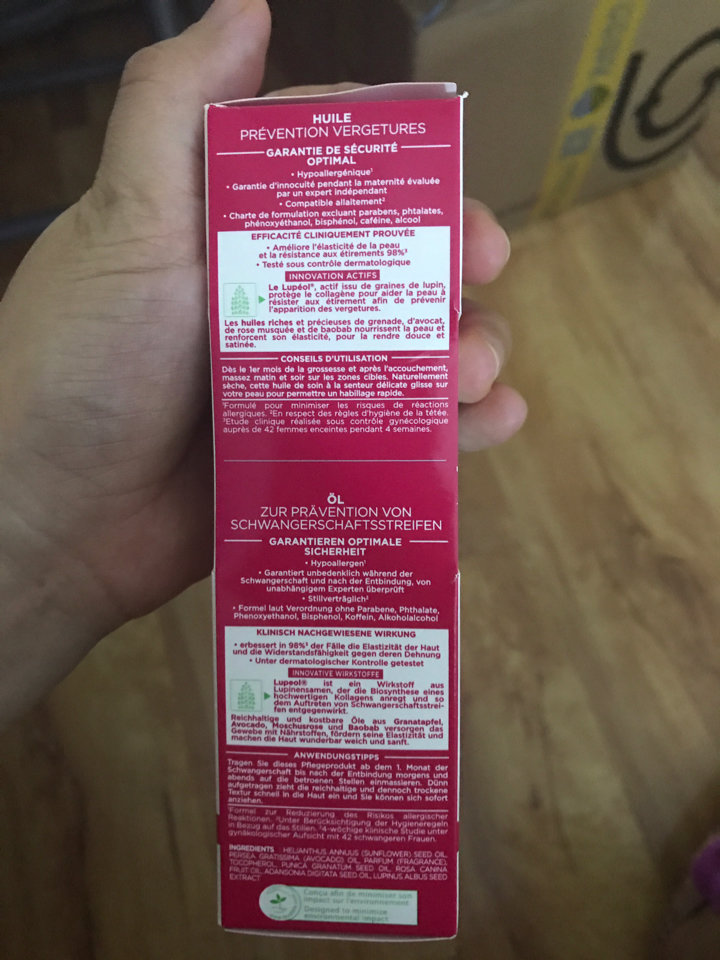 HUILE
PRÉVENTION VERGETURES
GARANTIE DE SÉCURITÉ
OPTIMAL
• Hypoallergénique¹
• Garantie d'innocuité pendant la maternité évaluée
par un expert indépendant
• Compatible allaitement²
• Charte de formulation excluant parabens, phtalates,
phénoxyéthanol, bisphénol, caféine, alcool
EFFICACITÉ CLINIQUEMENT PROUVÉE
• Améliore l'élasticité de la peau
et la résistance aux étirements 98%³
• Testé sous contrôle dermatologique
INNOVATION ACTIFS
Le Lupéol®, actif issu de graines de lupin,
protège le collagène pour aider la peau à
résister aux étirement afin de prévenir
l'apparition des vergetures.
Les huiles riches et précieuses de grenade, d'avocat,
de rose musquée et de baobab nourrissent la peau et
renforcent son élasticité, pour la rendre douce et
satinée.
CONSEILS D'UTILISATION
Dès le 1er mois de la grossesse et après l'accouchement,
massez matin et soir sur les zones cibles. Naturellement
sèche, cette huile de soin à la senteur délicate glisse sur
votre peau pour permettre un habillage rapide.
¹Formulé pour minimiser les risques de réactions
allergiques. ²En respect des règles d'hygiène de la tétée.
³Etude clinique réalisée sous contrôle gynécologique
auprès de 42 femmes enceintes pendant 4 semaines.
ÖL
ZUR PRÄVENTION VON
SCHWANGERSCHAFTSSTREIFEN
GARANTIEREN OPTIMALE
SICHERHEIT
• Hypoallergen¹
• Garantiert unbedenklich während der
Schwangerschaft und nach der Entbindung, von
unabhängigem Experten überprüft
• Stillverträglich²
• Formel laut Verordnung ohne Parabene, Phthalate,
Phenoxyethanol, Bisphenol, Koffein, Alkoholalcohol
KLINISCH NACHGEWIESENE WIRKUNG
• erbessert in 98%³ der Fälle die Elastizität der Haut
und die Widerstandsfähigkeit gegen deren Dehnung
• Unter dermatologischer Kontrolle getestet
INNOVATIVE WIRKSTOFFE
Lupeol® ist ein Wirkstoff aus
Lupinensamen, der die Biosynthese eines
hochwertigen Kollagens anregt und so
dem Auftreten von Schwangerschaftsstrei-
fen entgegenwirkt.
Reichhaltige und kostbare Öle aus Granatapfel,
Avocado, Moschusrose und Baobab versorgen das
Gewebe mit Nährstoffen, fördern seine Elastizität und
machen die Haut wunderbar weich und sanft.
ANWENDUNGSTIPPS
Tragen Sie dieses Pflegeprodukt ab dem 1. Monat der
Schwangerschaft bis nach der Entbindung morgens und
abends auf die betroenen Stellen einmassieren. Dünn
aufgetragen zieht die reichhaltige und dennoch trockene
Textur schnell in die Haut ein und Sie können sich sofort
anziehen.
¹Formel zur Reduzierung des Risikos allergischer
Reaktionen. ²Unter Berücksichtigung der Hygieneregeln
in Bezug auf das Stillen. ³4-wöchige klinische Studie unter
gynäkologischer Aufsicht mit 42 schwangeren Frauen.
INGREDIENTS HELIANTHUS ANNUUS (SUNFLOWER) SEED OIL,
PERSEA GRATISSIMA (AVOCADO) OIL, PARFUM (FRAGRANCE),
TOCOPHEROL, PUNICA GRANATUM SEED OIL, ROSA CANINA
FRUIT OIL, ADANSONIA DIGITATA SEED OIL, LUPINUS ALBUS SEED
EXTRACT
Conçu afin de minimiser son
impact sur l'environnement
Designed to minimize
environmental impact